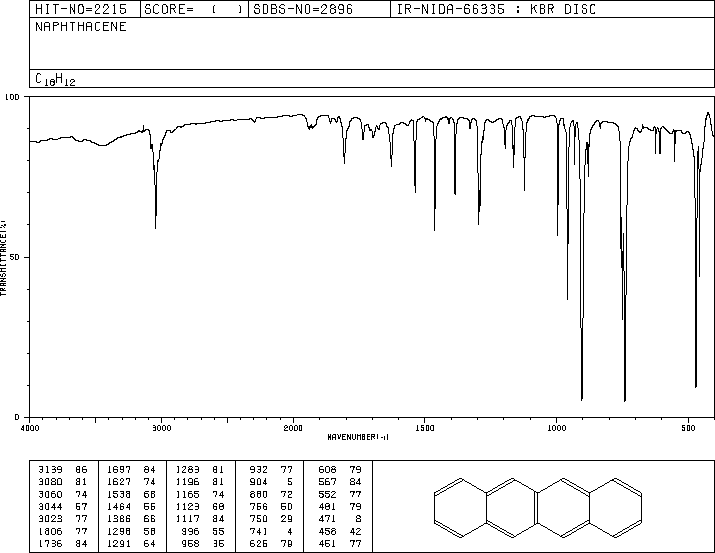 HIT-NO=2215 SCORE= ( ) SDBS-NO=2896 IR-NIDA-66335 : KBR DISC
NAPHTHACENE
C18H12
100
50
0
TRANSMITTANCE(%)
4000 3000 2000 1500 1000 500
WAVENUMBER(-1)
3139 86 1697 84 1283 81 932 77 608 79
3080 81 1627 74 1196 81 904 5 567 84
3060 74 1538 68 1165 74 880 72 552 77
3044 57 1464 1123 68 756 50 481 79
3023 77 1386 66 1117 84 750 29 471 8
1806 77 1298 58 996 55 741 4 458 42
1736 84 1291 64 958 35 626 79 451 77